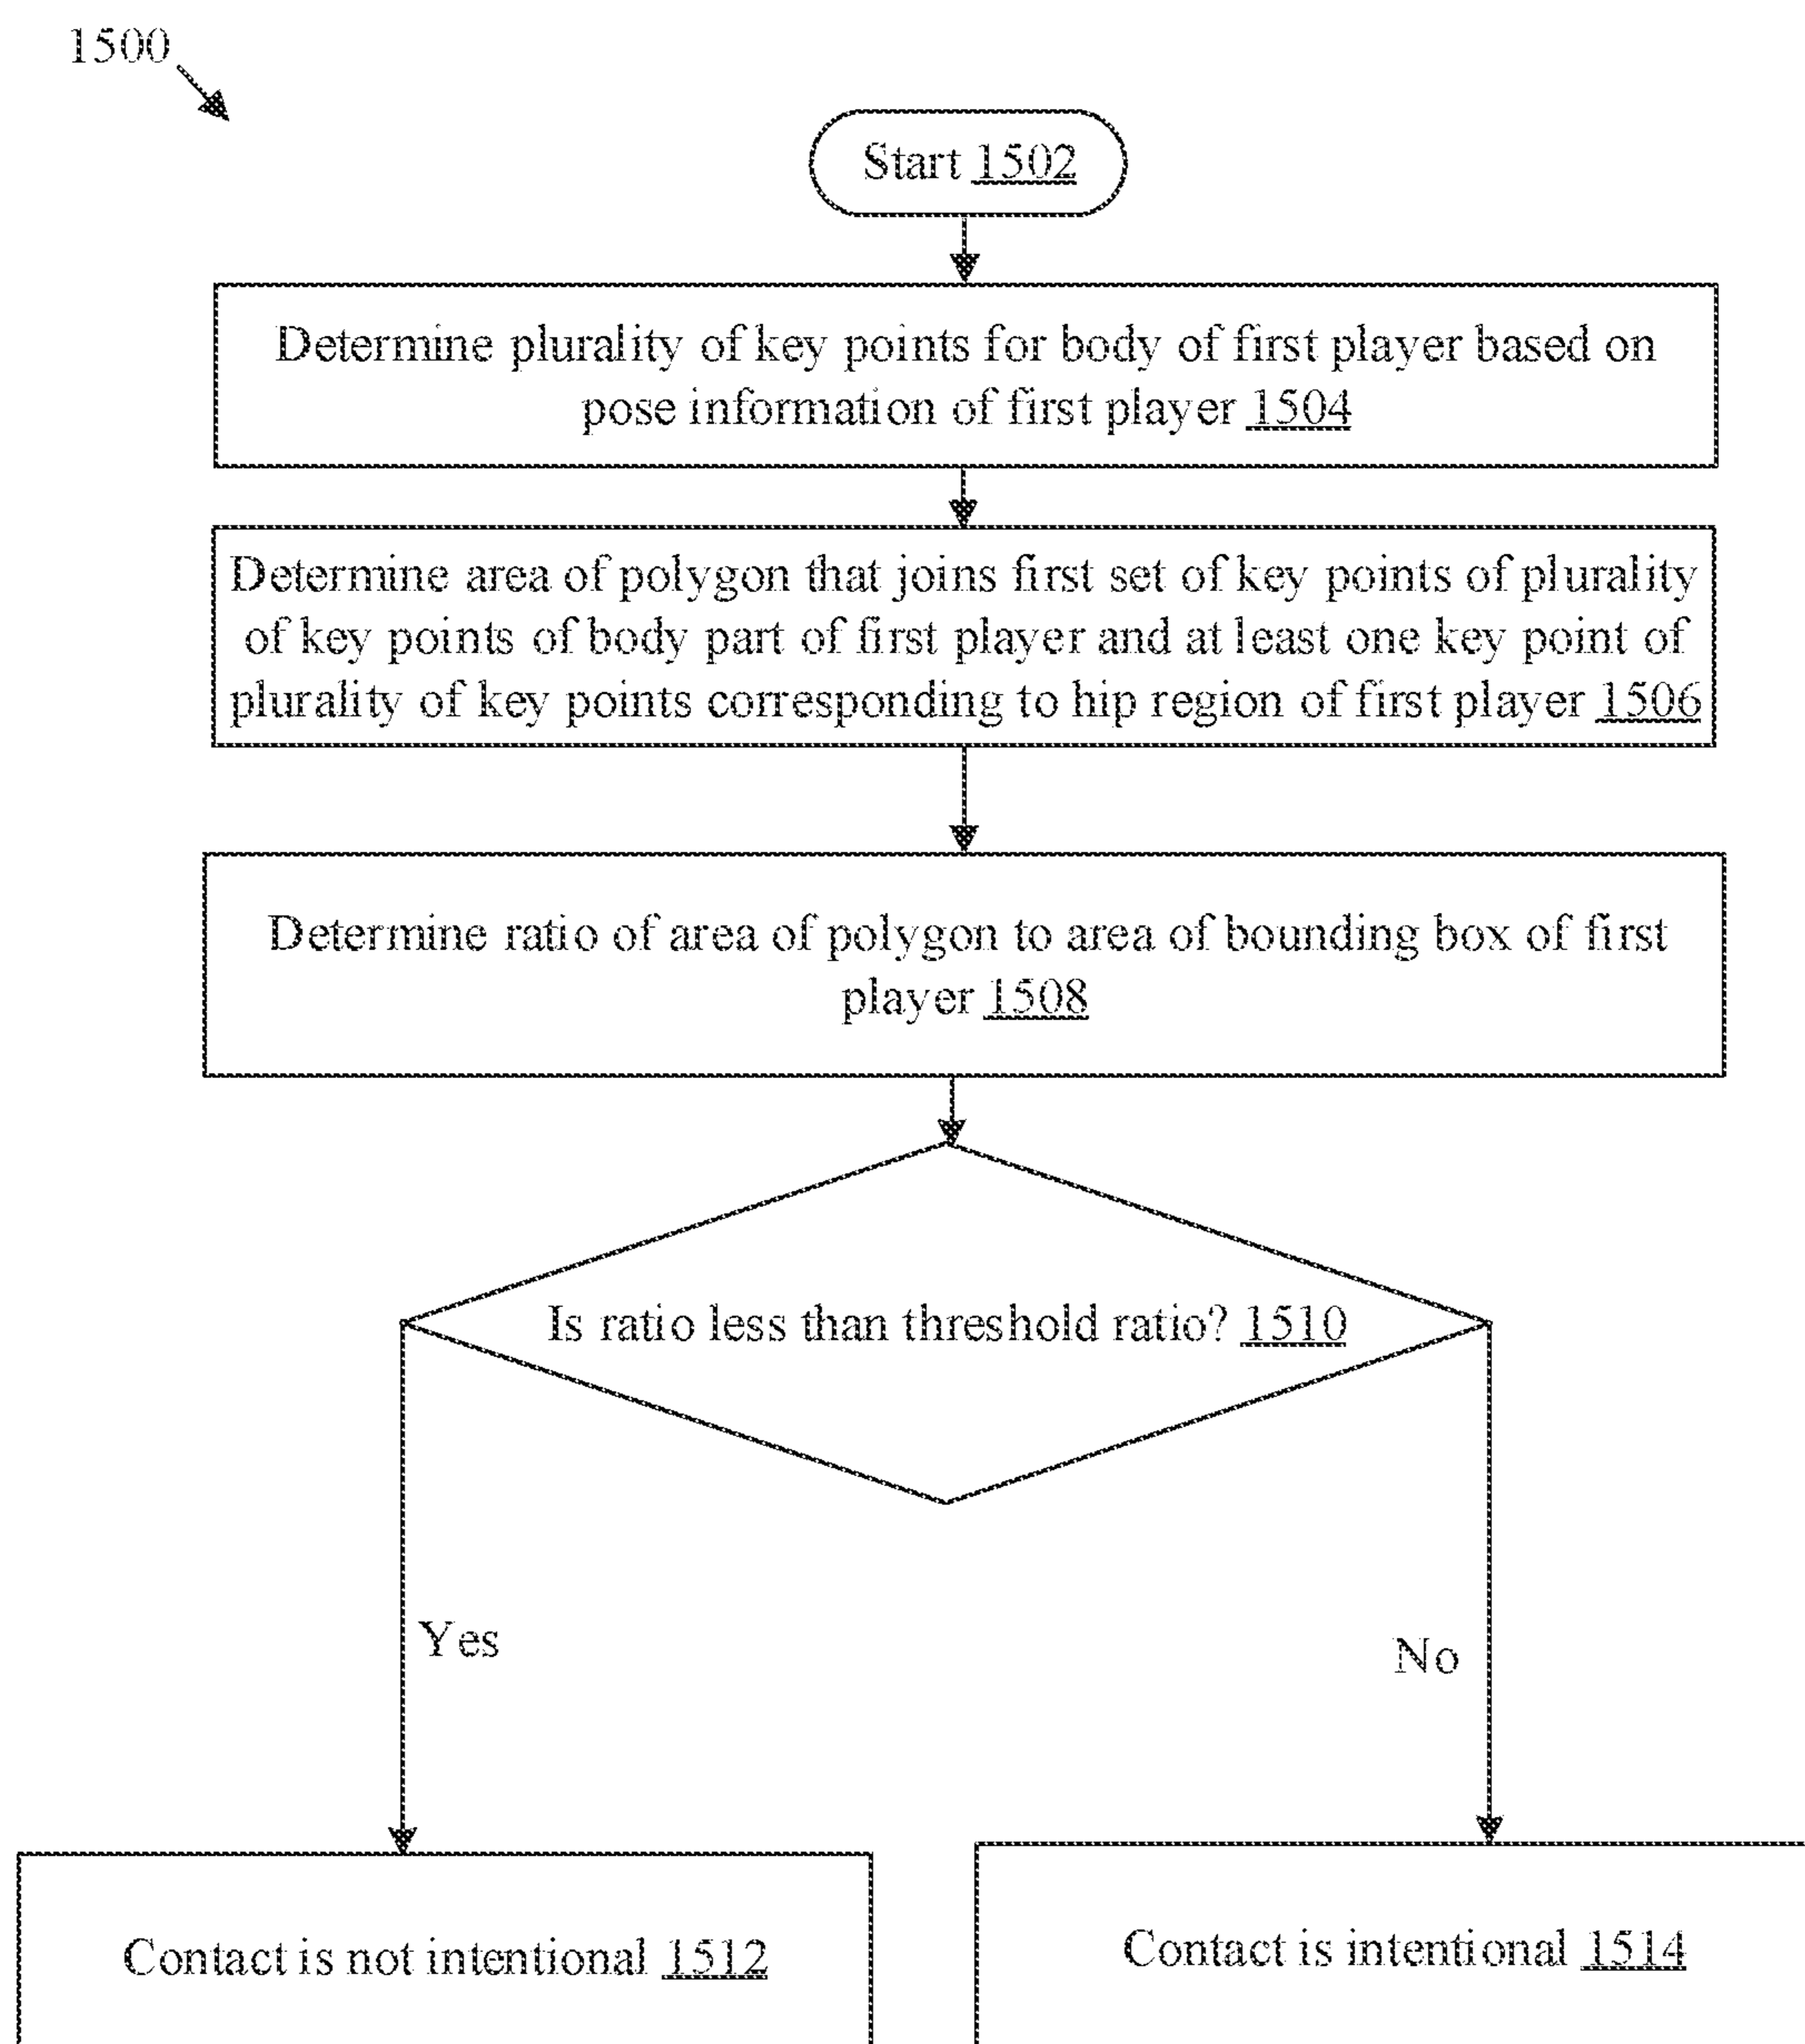 1500
Start 1502
Determine plurality of key points for body of first player based on
pose information of first player 1504
Determine area of polygon that joins first set of key points of plurality
of key points of body part of first player and at least one key point of
plurality of key points corresponding to hip region of first player 1506
Determine ratio of area of polygon to area of bounding box of first
player 1508
Is ratio less than threshold ratio? 1510
Yes
No
Contact is not intentional 1512
Contact is intentional 1514